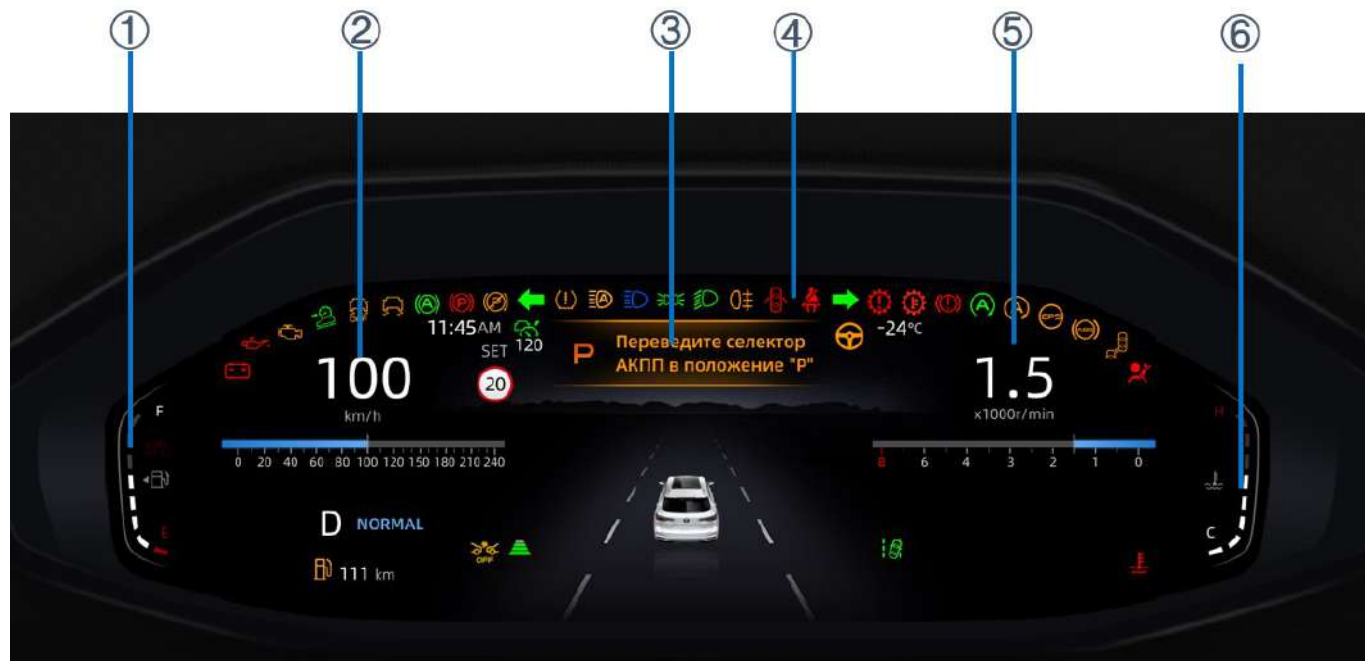 ① ② ③ ④ ⑤ ⑥
11:45AM
120
SET
20
P Переведите селектор
АКПП в положение "P"
-24°C
100
km/h
1.5
x1000r/min
F
H
0 20 40 60 80 100 120 140 150 180 210 240
8 6 4 3 2 1 0
E
C
D NORMAL
OFF
111 km